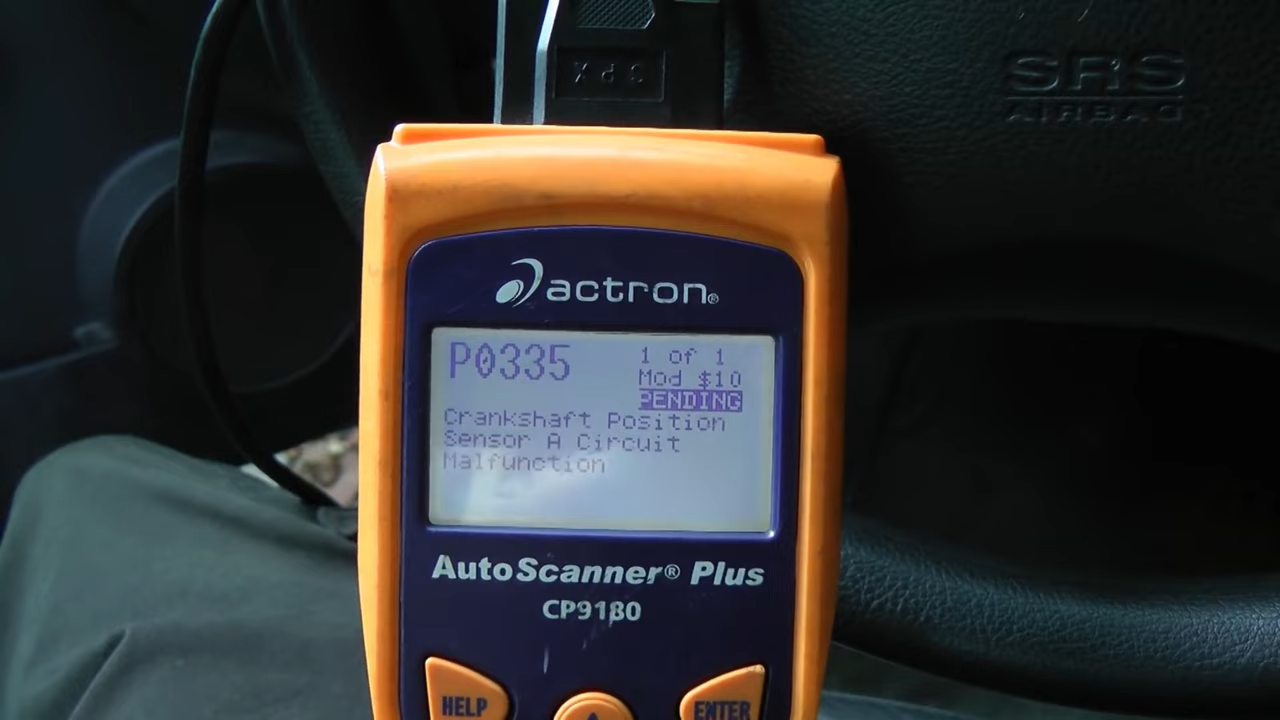 SPX
SRS
AIRBAG
actron®
P0335
1 of 1
Mod $10
PENDING
Crankshaft Position
Sensor A Circuit
Malfunction
AutoScanner® Plus
CP9180
HELP
ENTER